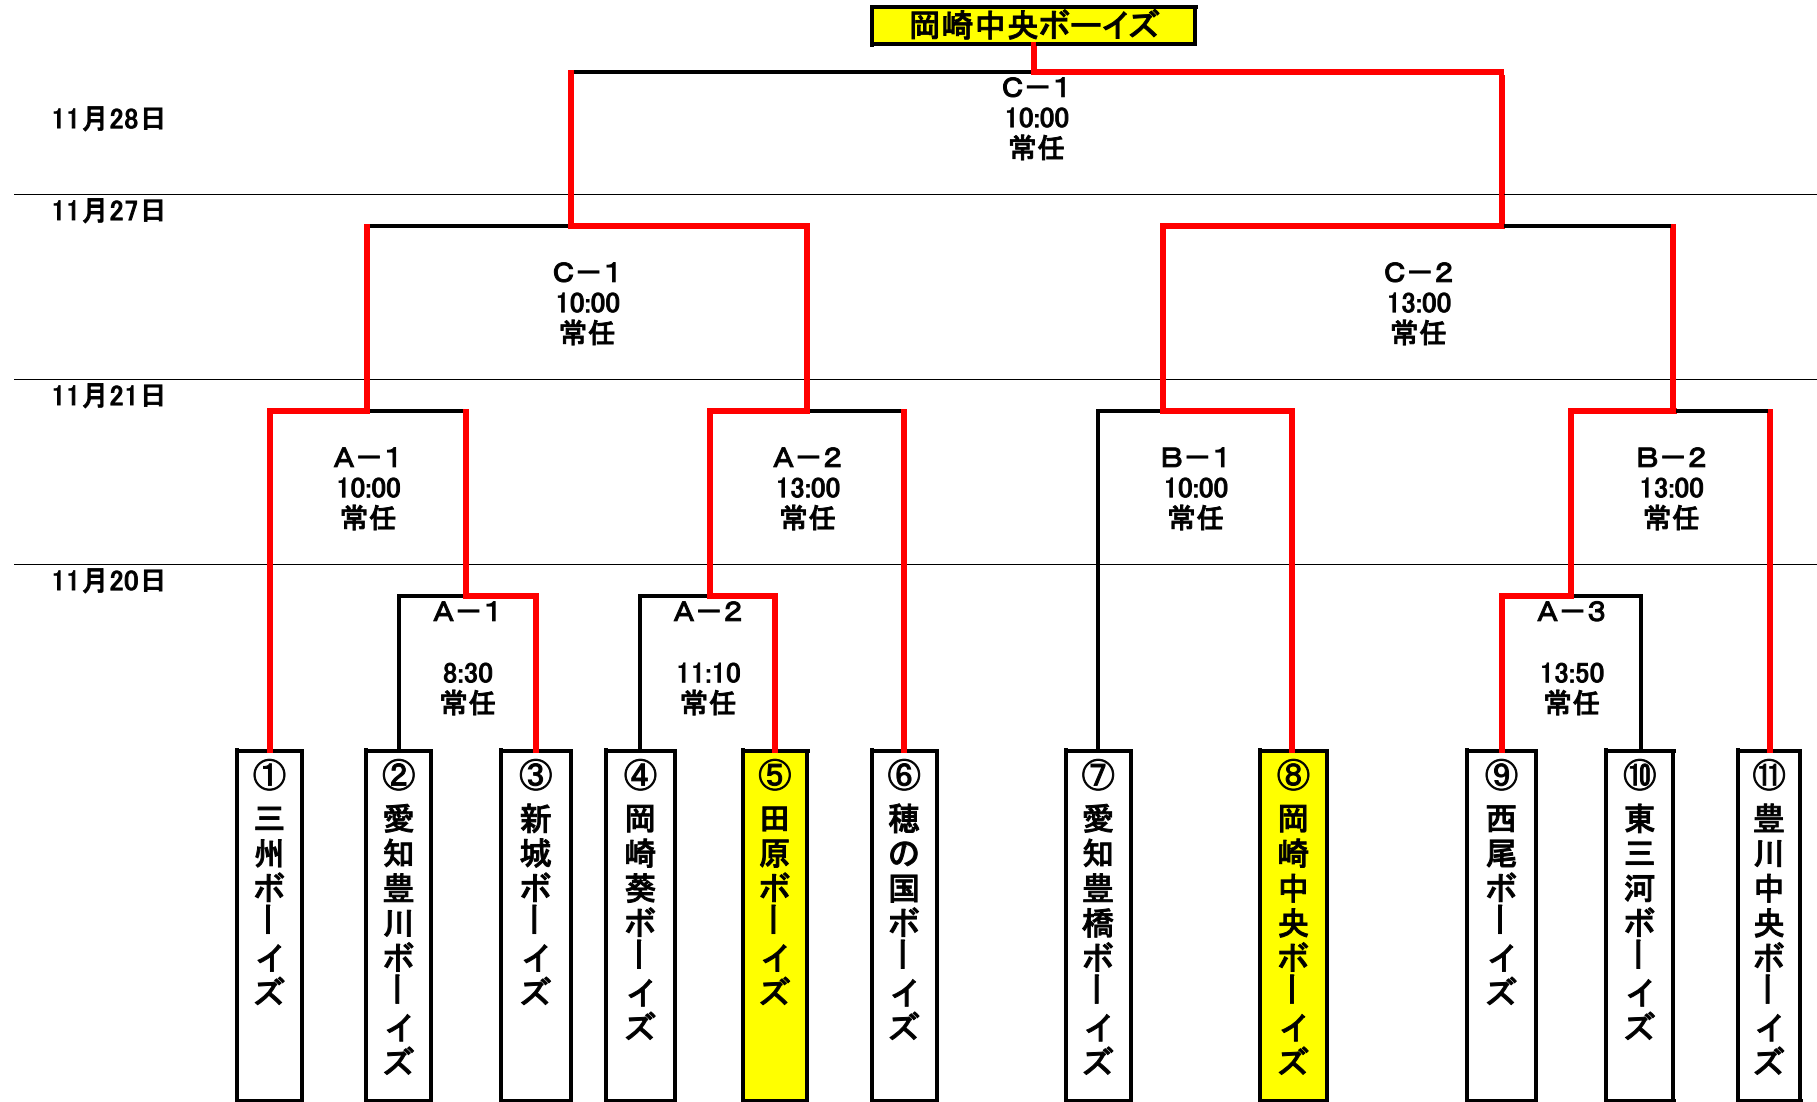 岡崎中央ボーイズ
C－1
10:00
常任
11月28日
11月27日
C－1
10:00
常任
C－2
13:00
常任
11月21日
A－1
10:00
常任
A－2
13:00
常任
B－1
10:00
常任
B－2
13:00
常任
11月20日
A－1
8:30
常任
A－2
11:10
常任
A－3
13:50
常任
①三州ボーイズ
②愛知豊川ボーイズ
③新城ボーイズ
④岡崎葵ボーイズ
⑤田原ボーイズ
⑥穂の国ボーイズ
⑦愛知豊橋ボーイズ
⑧岡崎中央ボーイズ
⑨西尾ボーイズ
⑩東三河ボーイズ
⑪豊川中央ボーイズ